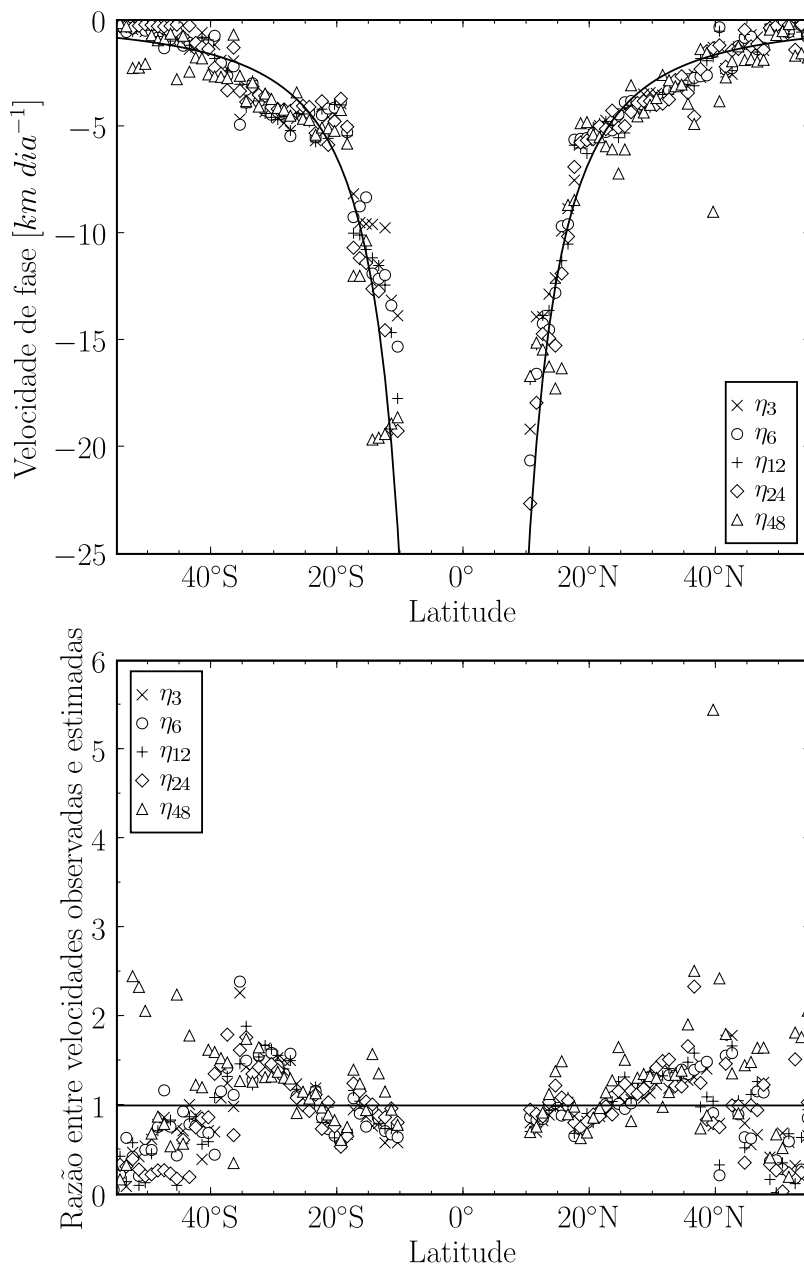 Velocidade de fase [km dia⁻¹]
0
−5
−10
−15
−20
−25
η₃
η₆
η₁₂
η₂₄
η₄₈
40°S 20°S 0° 20°N 40°N
Latitude
Razão entre velocidades observadas e estimadas
6
5
4
3
2
1
0
η₃
η₆
η₁₂
η₂₄
η₄₈
40°S 20°S 0° 20°N 40°N
Latitude